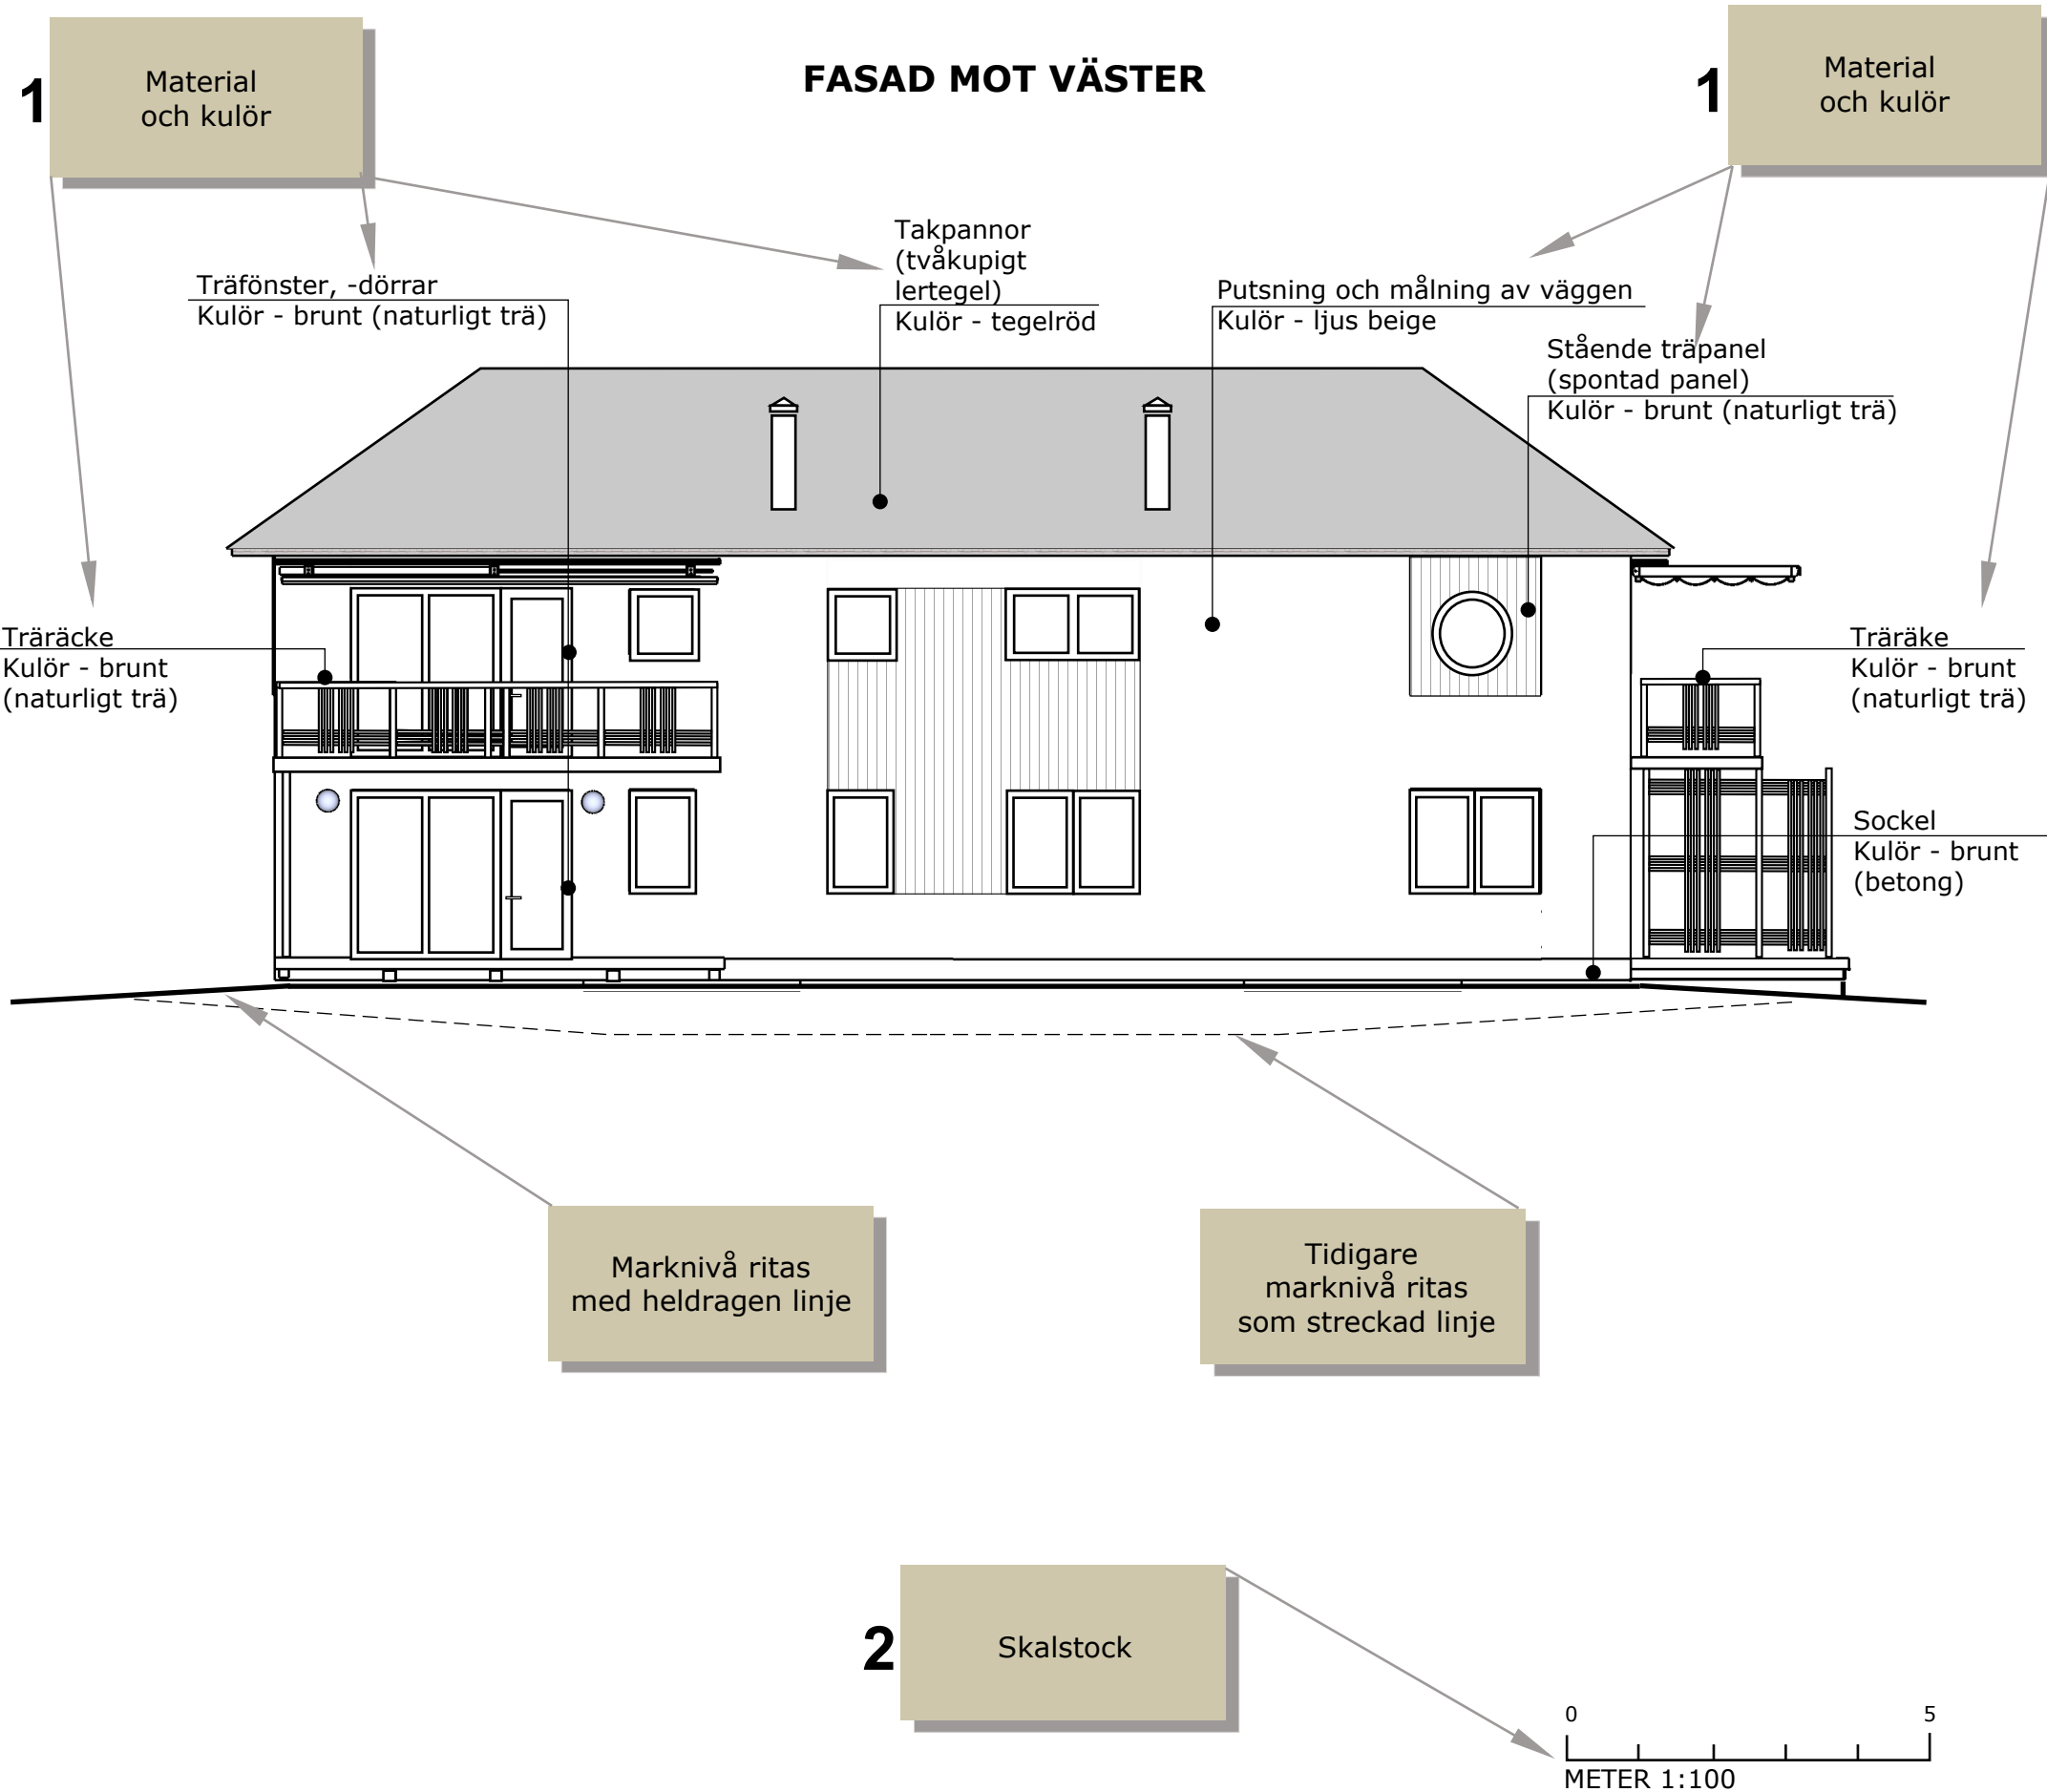 FASAD MOT VÄSTER
1
Material
och kulör
1
Material
och kulör
Träfönster, -dörrar
Kulör - brunt (naturligt trä)
Takpannor
(tvåkupigt
lertegel)
Kulör - tegelröd
Putsning och målning av väggen
Kulör - ljus beige
Stående träpanel
(spontad panel)
Kulör - brunt (naturligt trä)
Träräcke
Kulör - brunt
(naturligt trä)
Träräke
Kulör - brunt
(naturligt trä)
Sockel
Kulör - brunt
(betong)
Marknivå ritas
med heldragen linje
Tidigare
marknivå ritas
som streckad linje
2
Skalstock
0 5
METER 1:100